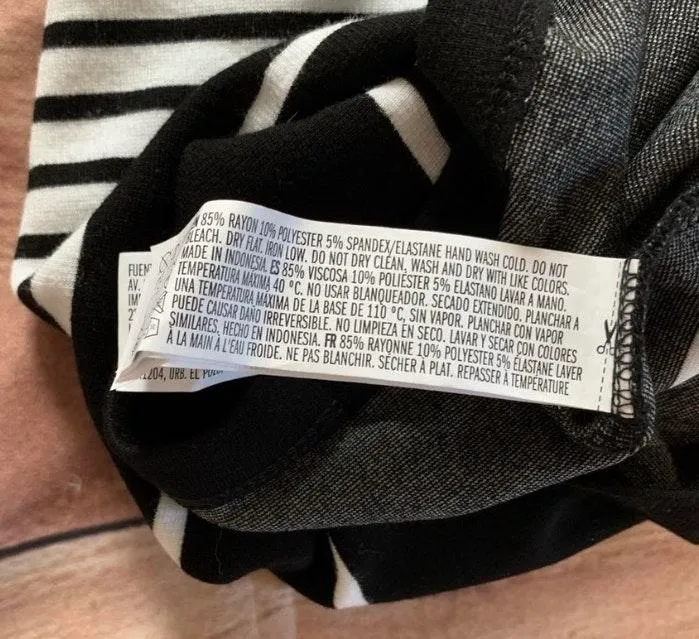 85% RAYON 10% POLYESTER 5% SPANDEX/ELASTANE HAND WASH COLD. DO NOT
BLEACH. DRY FLAT. IRON LOW. DO NOT DRY CLEAN. WASH AND DRY WITH LIKE COLORS.
MADE IN INDONESIA. ES 85% VISCOSA 10% POLIÉSTER 5% ELASTANO LAVAR A MANO.
TEMPERATURA MÁXIMA 40 °C. NO USAR BLANQUEADOR. SECADO EXTENDIDO. PLANCHAR A
UNA TEMPERATURA MÁXIMA DE LA BASE DE 110 °C, SIN VAPOR. PLANCHAR CON VAPOR
PUEDE CAUSAR DAÑO IRREVERSIBLE. NO LIMPIEZA EN SECO. LAVAR Y SECAR CON COLORES
SIMILARES. HECHO EN INDONESIA. FR 85% RAYONNE 10% POLYESTER 5% ÉLASTANE LAVER
À LA MAIN À L'EAU FROIDE. NE PAS BLANCHIR. SÉCHER À PLAT. REPASSER À TEMPÉRATURE
AV.
URB. EL